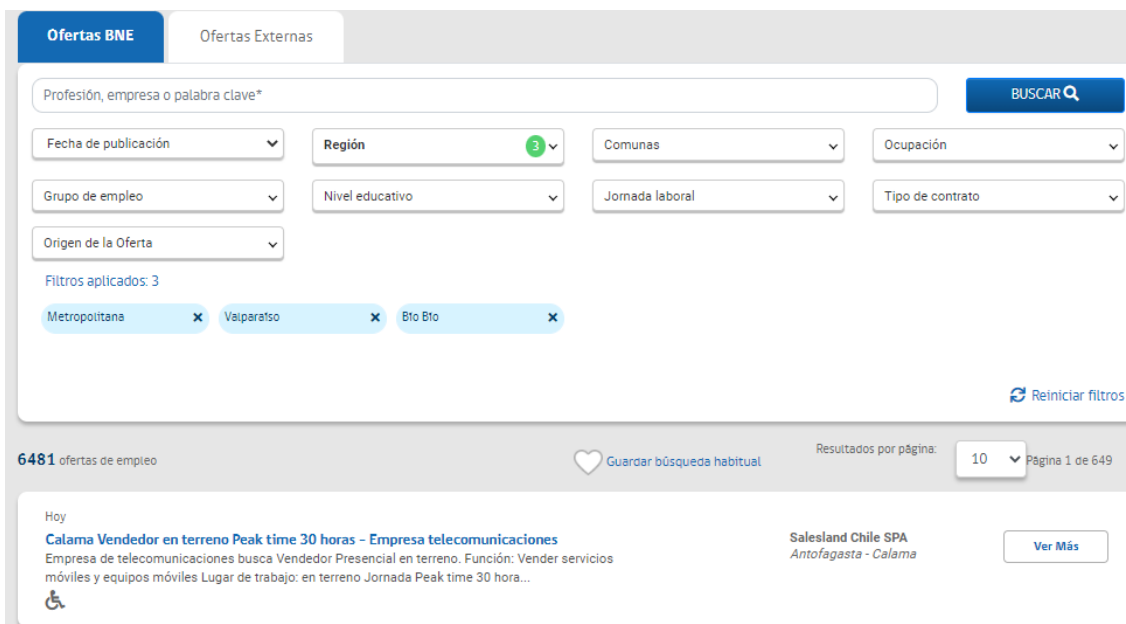 Ofertas BNE
Ofertas Externas
Profesión, empresa o palabra clave*
BUSCAR
Fecha de publicación
Región
3
Comunas
Ocupación
Grupo de empleo
Nivel educativo
Jornada laboral
Tipo de contrato
Origen de la Oferta
Filtros aplicados: 3
Metropolitana
Valparaíso
Bío Bío
Reiniciar filtros
6481 ofertas de empleo
Guardar búsqueda habitual
Resultados por página:
10
Página 1 de 649
Hoy
Calama Vendedor en terreno Peak time 30 horas - Empresa telecomunicaciones
Empresa de telecomunicaciones busca Vendedor Presencial en terreno. Función: Vender servicios
móviles y equipos móviles Lugar de trabajo: en terreno Jornada Peak time 30 hora...
Salesland Chile SPA
Antofagasta - Calama
Ver Más